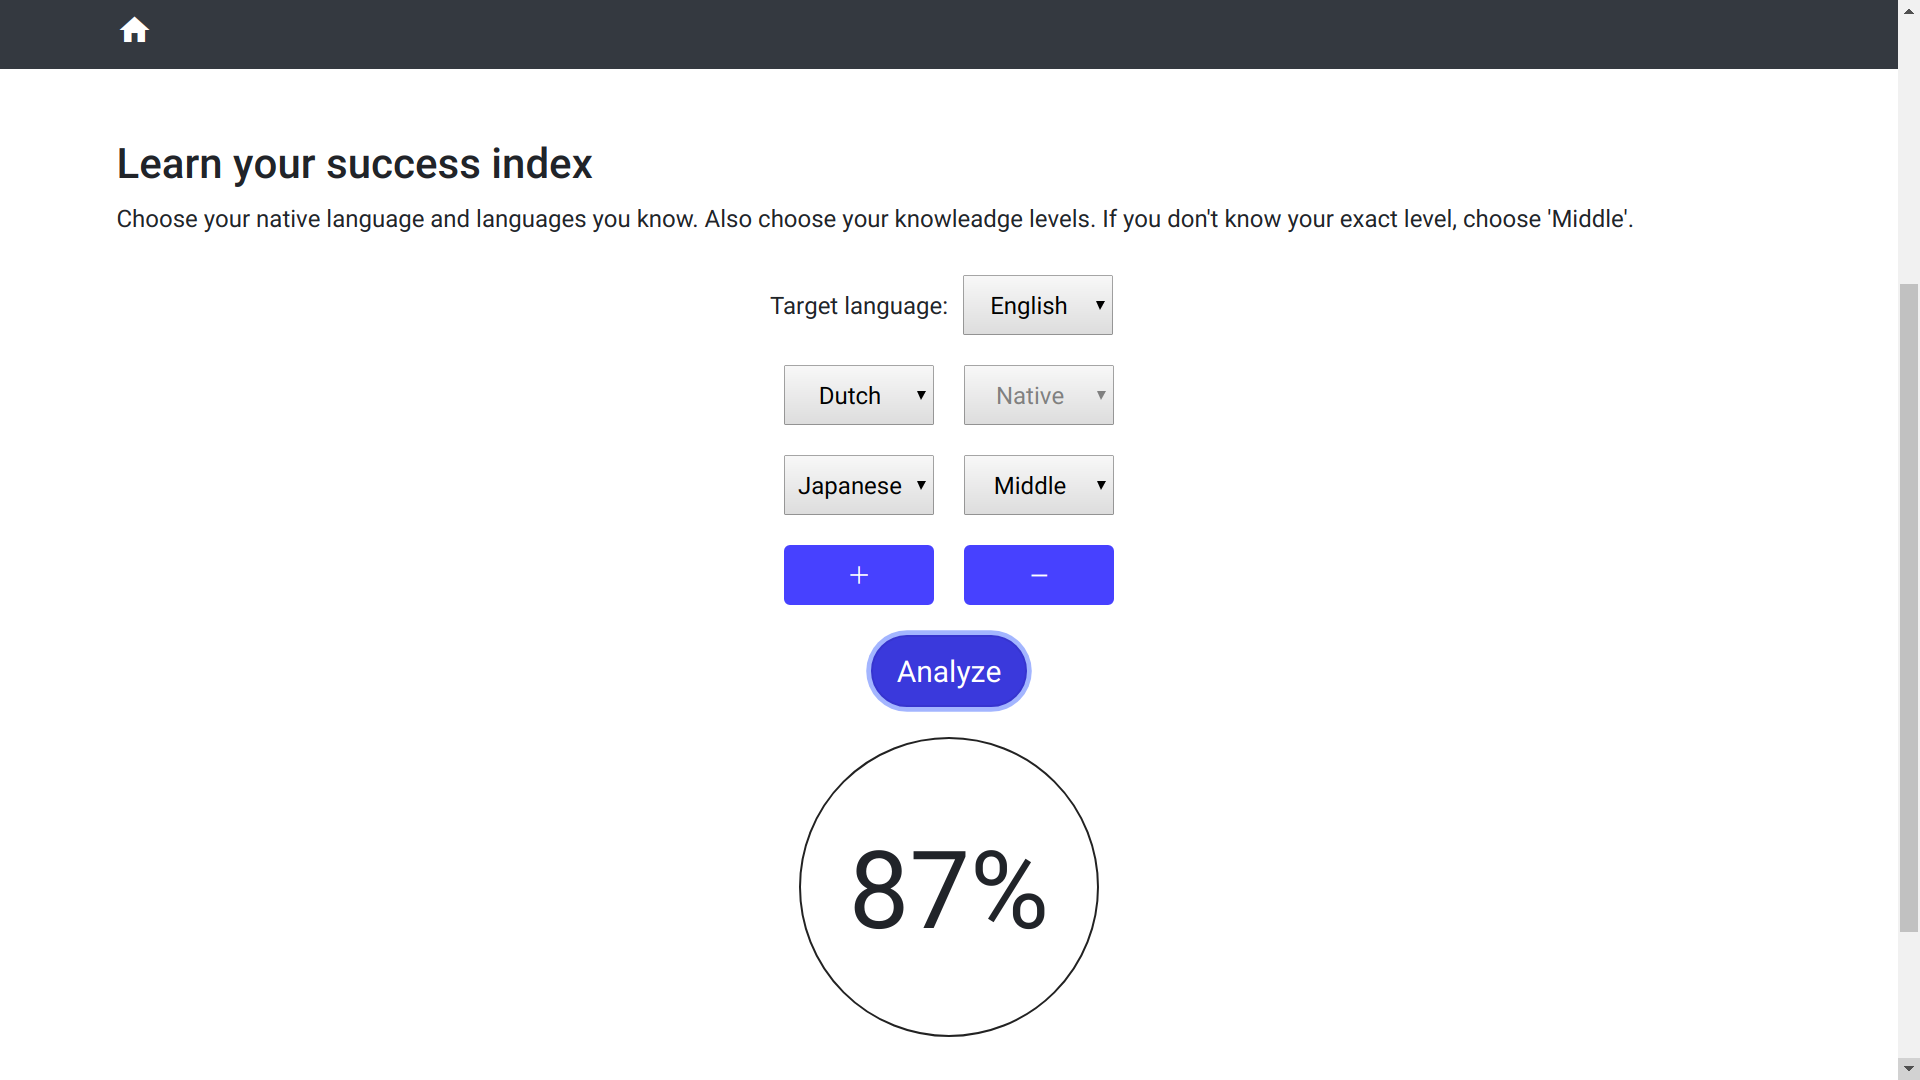 Learn your success index
Choose your native language and languages you know. Also choose your knowleadge levels. If you don't know your exact level, choose 'Middle'.
Target language: English
Dutch Native
Japanese Middle
+ −
Analyze
87%